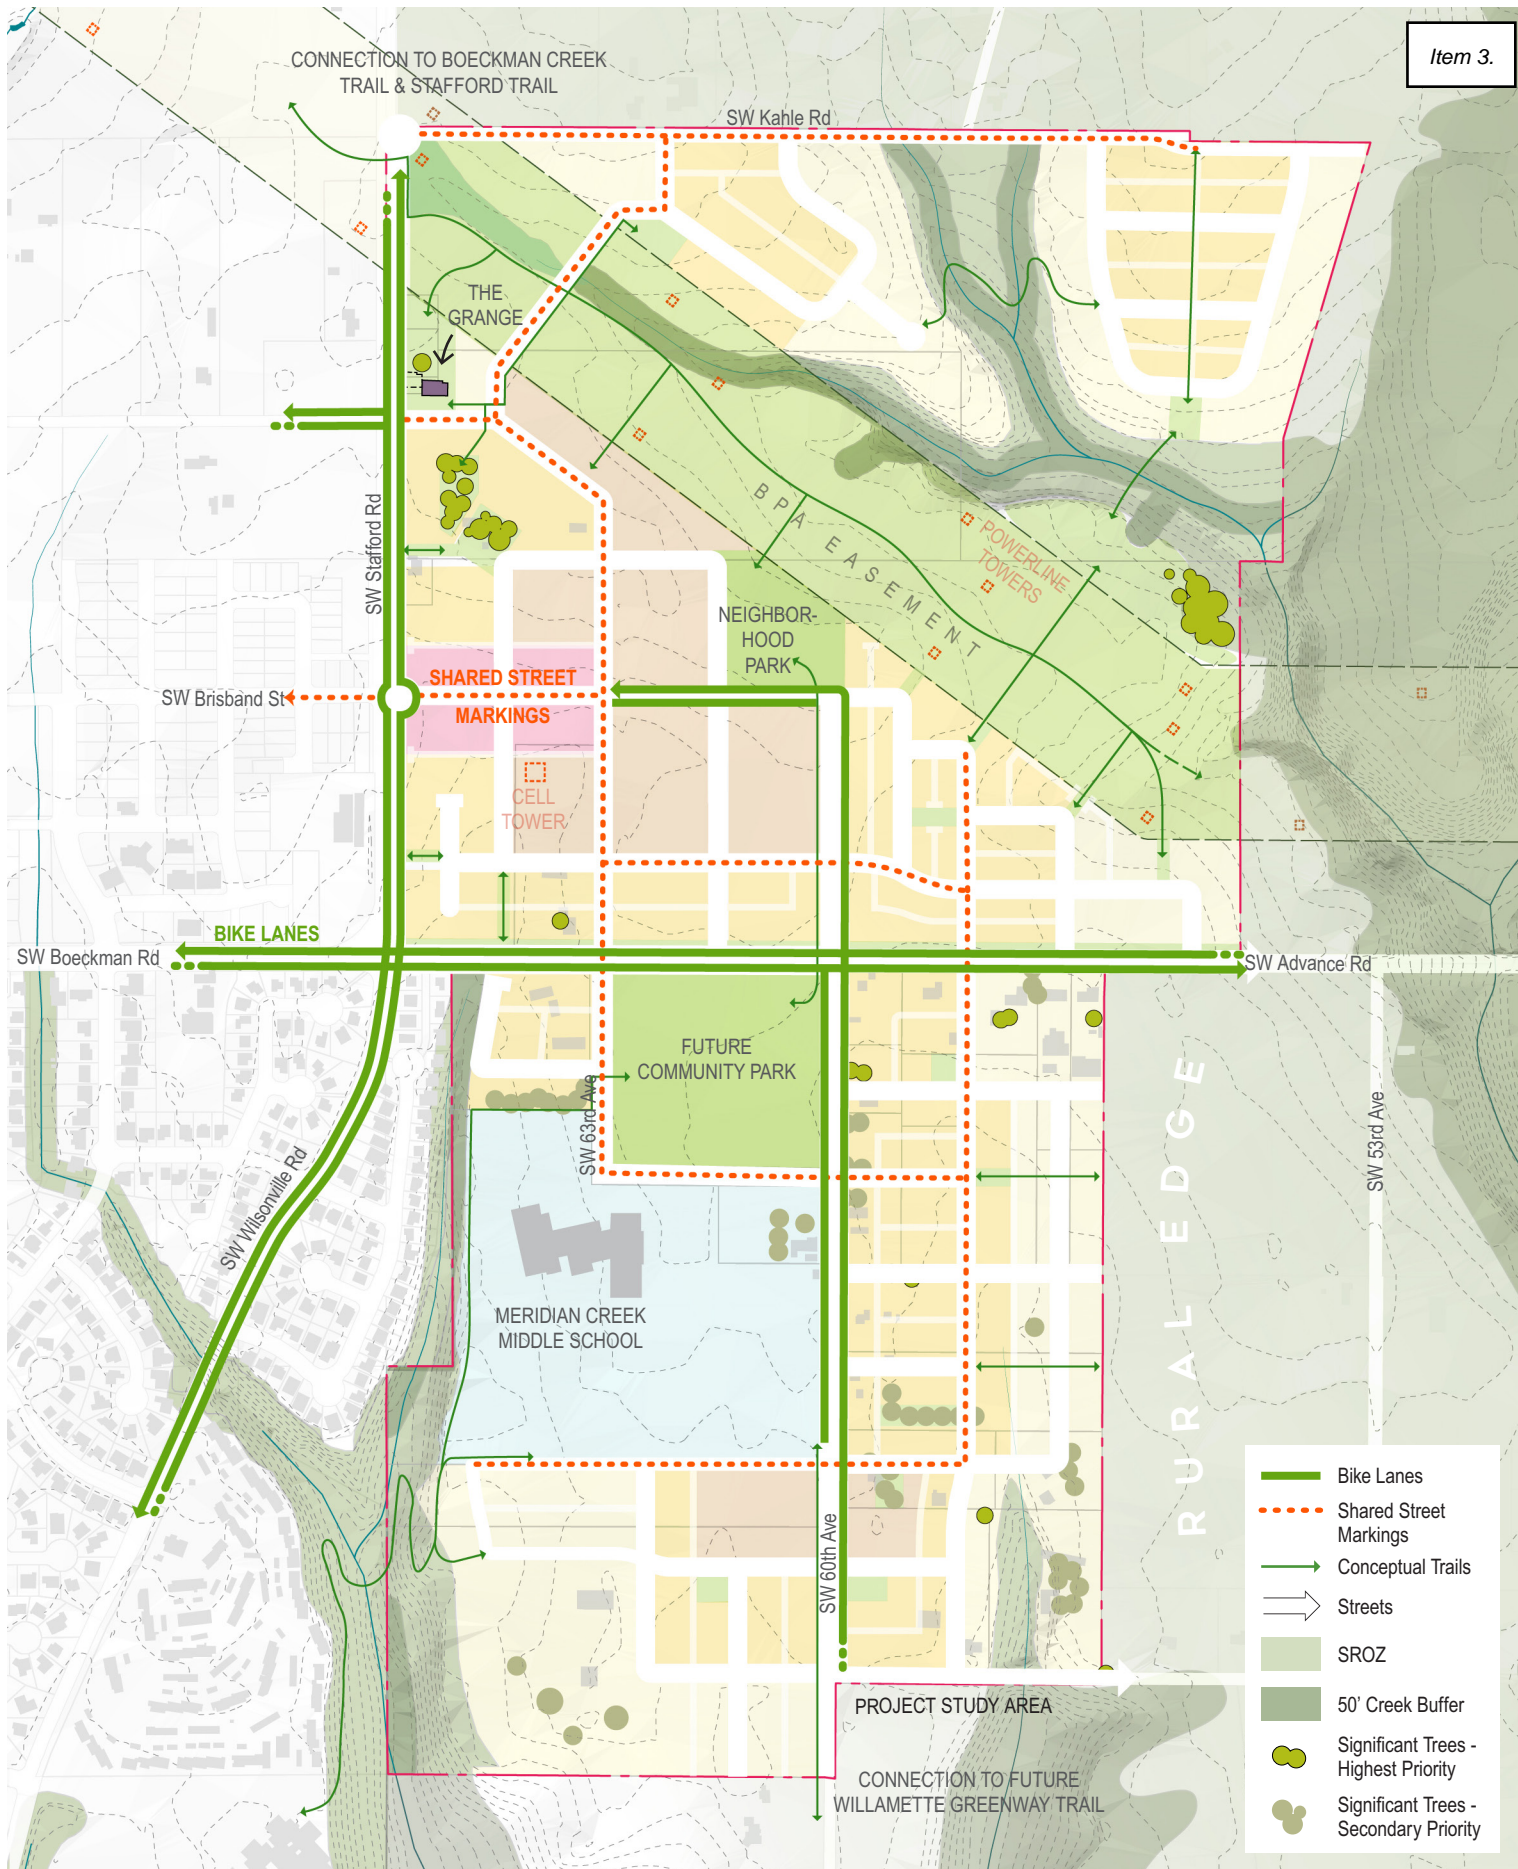 Item 3.
CONNECTION TO BOECKMAN CREEK
TRAIL & STAFFORD TRAIL
SW Kahle Rd
THE
GRANGE
SW Stafford Rd
BPA EASEMENT
POWERLINE
TOWERS
NEIGHBOR-
HOOD
PARK
SHARED STREET
MARKINGS
SW Brisband St
CELL
TOWER
BIKE LANES
SW Boeckman Rd
SW Advance Rd
FUTURE
COMMUNITY PARK
SW 63rd Ave
SW Wilsonville Rd
RURAL EDGE
SW 53rd Ave
MERIDIAN CREEK
MIDDLE SCHOOL
SW 60th Ave
PROJECT STUDY AREA
CONNECTION TO FUTURE
WILLAMETTE GREENWAY TRAIL
Bike Lanes
Shared Street
Markings
Conceptual Trails
Streets
SROZ
50’ Creek Buffer
Significant Trees -
Highest Priority
Significant Trees -
Secondary Priority